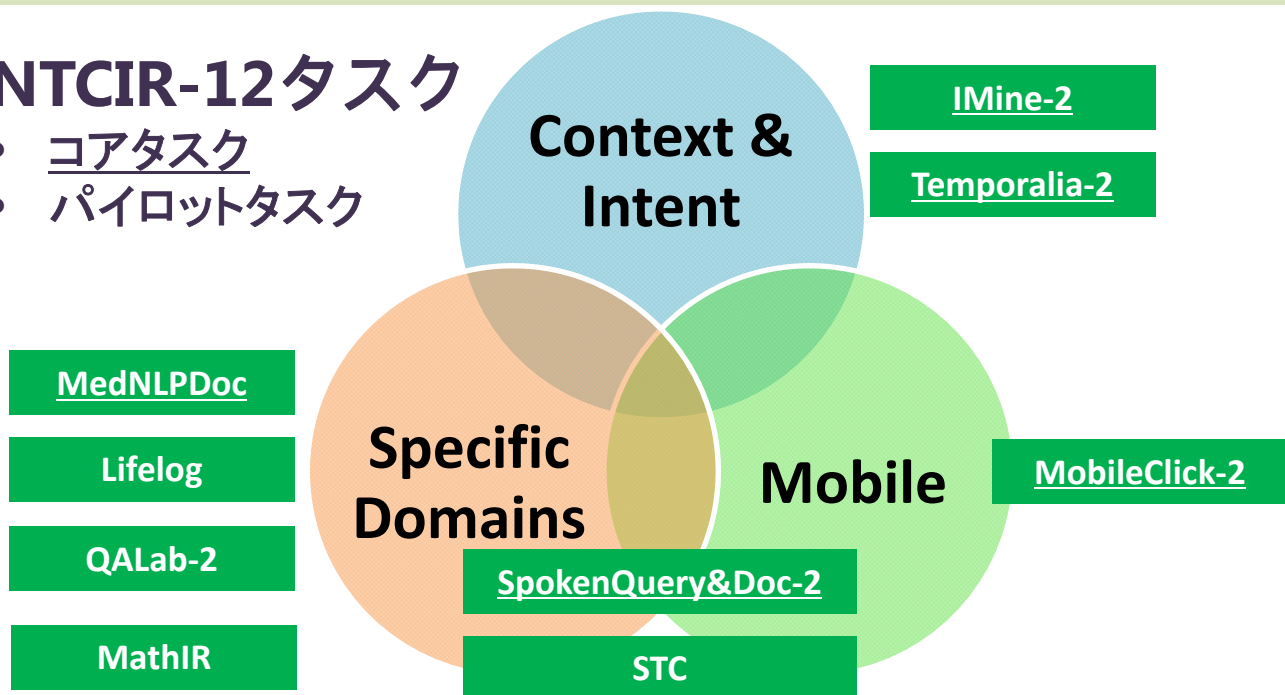 NTCIR-12タスク
• コアタスク
• パイロットタスク
Context &
Intent
IMine-2
Temporalia-2
MedNLPDoc
Lifelog
QALab-2
MathIR
Specific
Domains
Mobile
MobileClick-2
SpokenQuery&Doc-2
STC